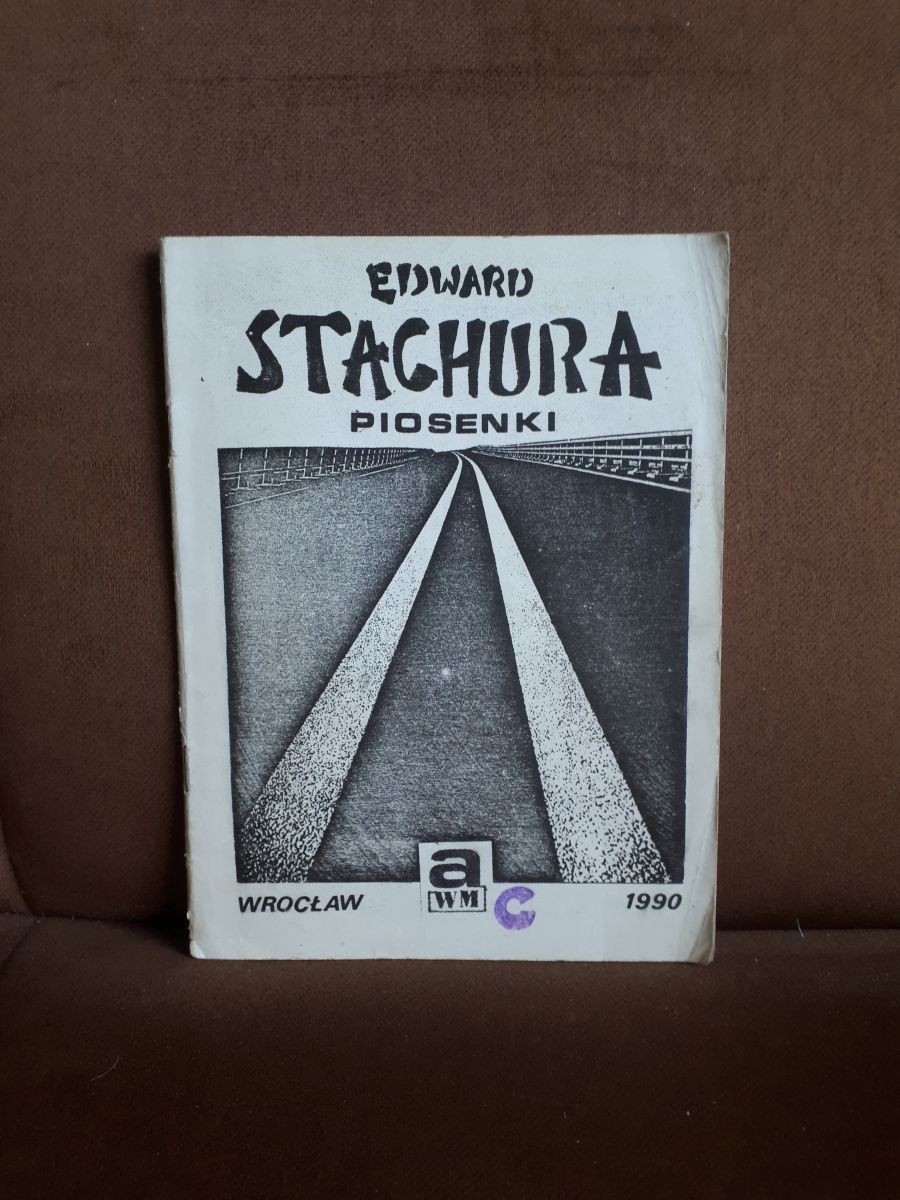 EDWARD
STACHURA
PIOSENKI
a
WM
C
WROCŁAW 1990